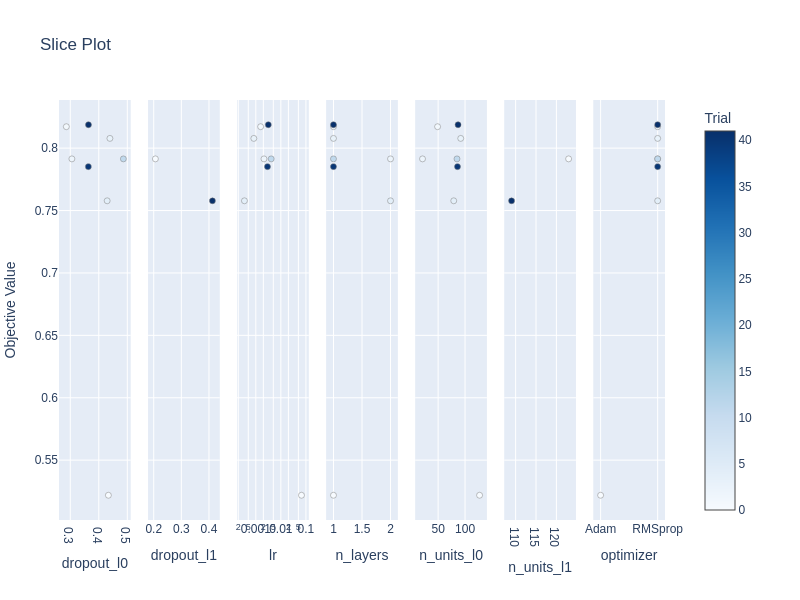 Slice Plot
Trial
Objective Value
0.8
0.75
0.7
0.65
0.6
0.55
0.3
0.4
0.5
0.2 0.3 0.4
0.1
1 1.5 2
50 100
110
115
120
Adam RMSprop
dropout_l0
dropout_l1
lr
n_layers
n_units_l0
n_units_l1
optimizer
40
35
30
25
20
15
10
5
0